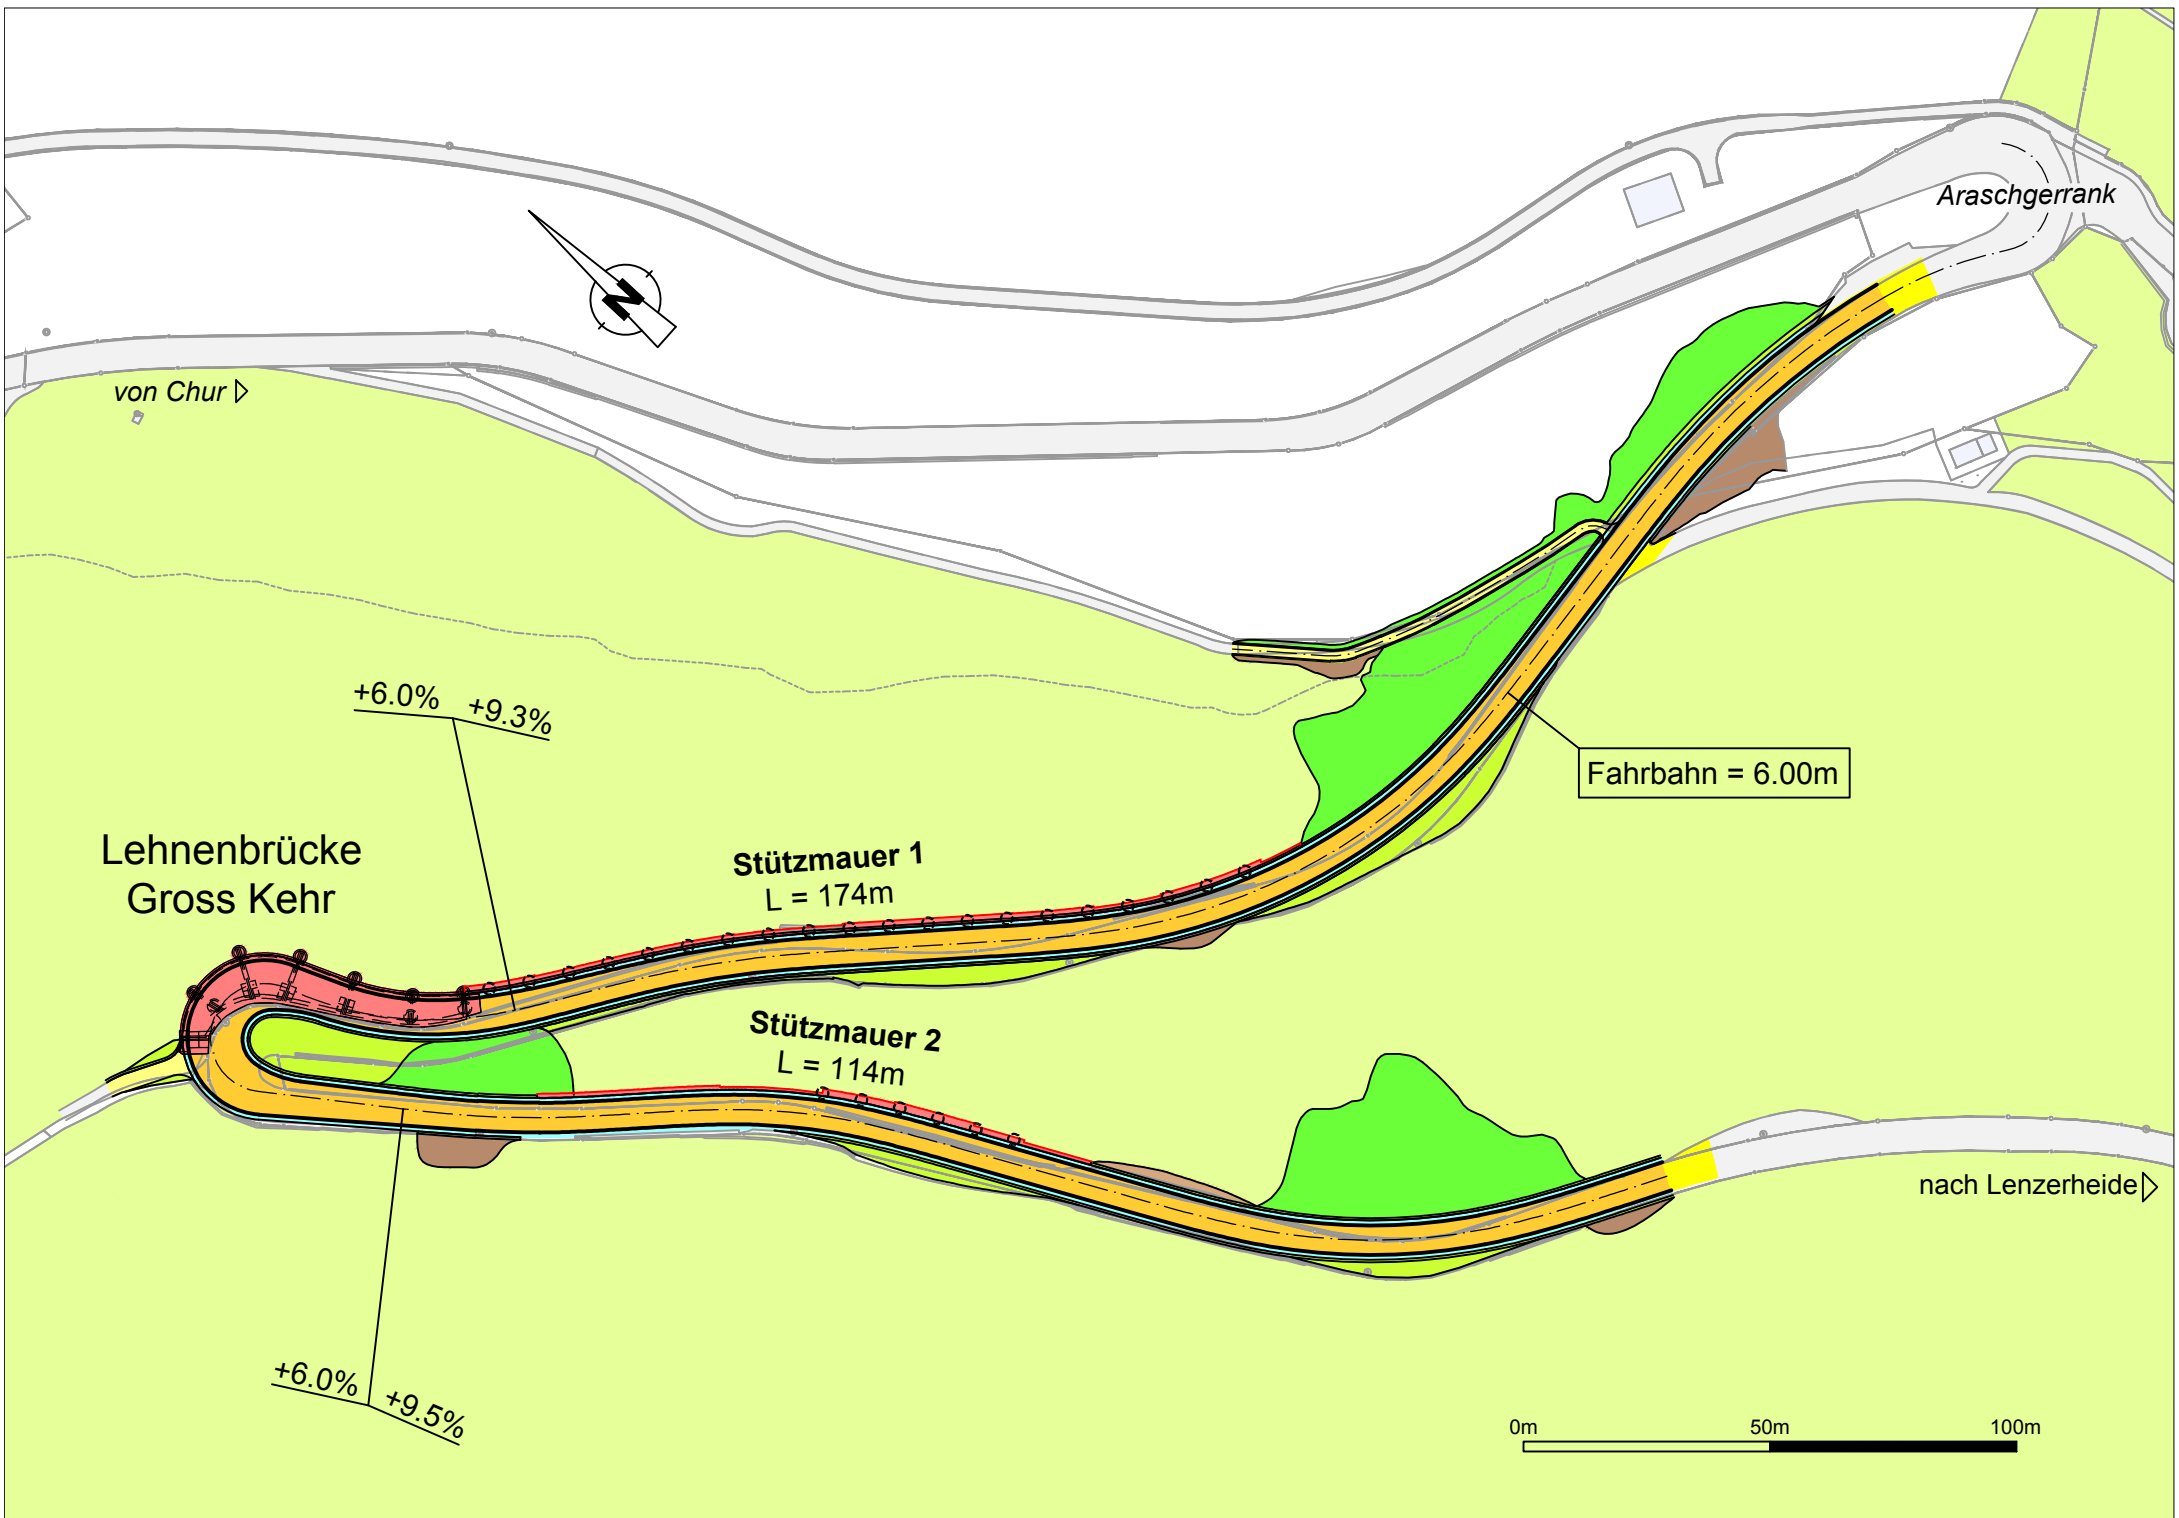 Araschgerrank
N
von Chur
+6.0% +9.3%
Fahrbahn = 6.00m
Lehnenbrücke
Gross Kehr
Stützmauer 1
L = 174m
Stützmauer 2
L = 114m
nach Lenzerheide
+6.0% +9.5%
0m 50m 100m